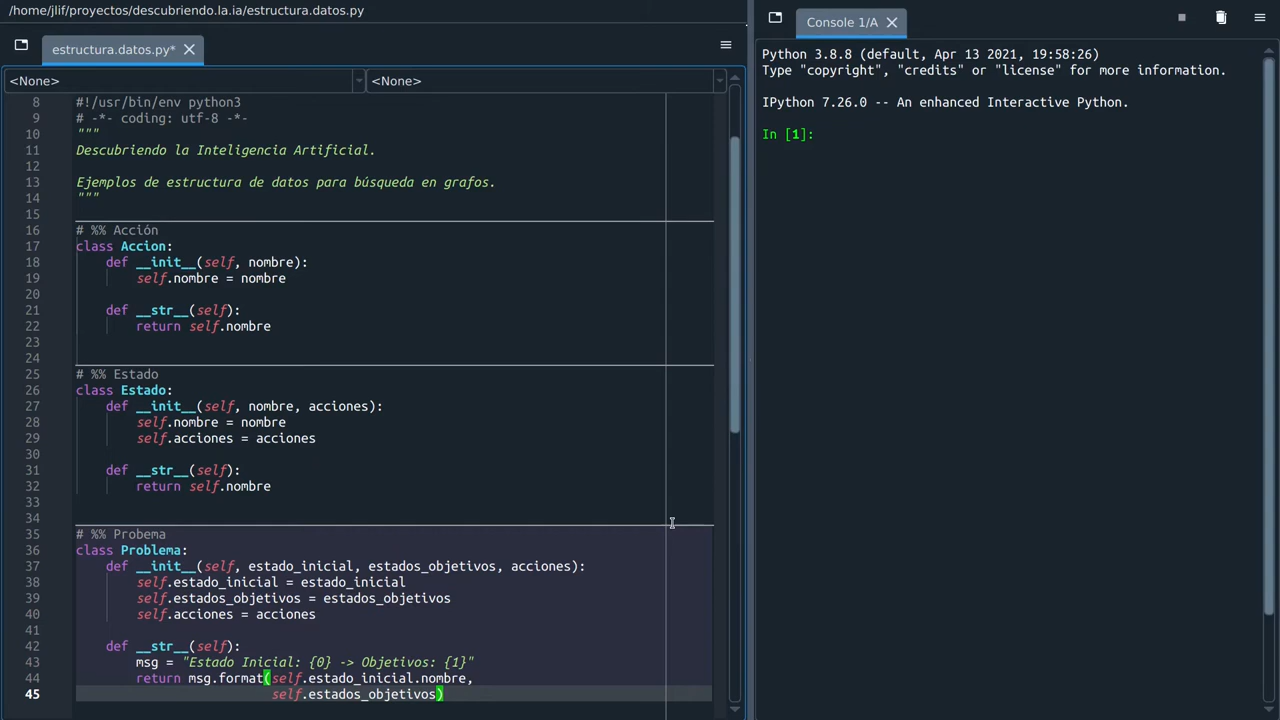 /home/jlif/proyectos/descubriendo.la.ia/estructura.datos.py
estructura.datos.py*
<None> <None>
8 #!/usr/bin/env python3
9 # -*- coding: utf-8 -*-
10 """
11 Descubriendo la Inteligencia Artificial.
12
13 Ejemplos de estructura de datos para búsqueda en grafos.
14 """
15
16 # %% Acción
17 class Accion:
18     def __init__(self, nombre):
19         self.nombre = nombre
20
21     def __str__(self):
22         return self.nombre
23
24
25 # %% Estado
26 class Estado:
27     def __init__(self, nombre, acciones):
28         self.nombre = nombre
29         self.acciones = acciones
30
31     def __str__(self):
32         return self.nombre
33
34
35 # %% Probema
36 class Problema:
37     def __init__(self, estado_inicial, estados_objetivos, acciones):
38         self.estado_inicial = estado_inicial
39         self.estados_objetivos = estados_objetivos
40         self.acciones = acciones
41
42     def __str__(self):
43         msg = "Estado Inicial: {0} -> Objetivos: {1}"
44         return msg.format(self.estado_inicial.nombre,
45                           self.estados_objetivos)
Console 1/A
Python 3.8.8 (default, Apr 13 2021, 19:58:26)
Type "copyright", "credits" or "license" for more information.
IPython 7.26.0 -- An enhanced Interactive Python.
In [1]: